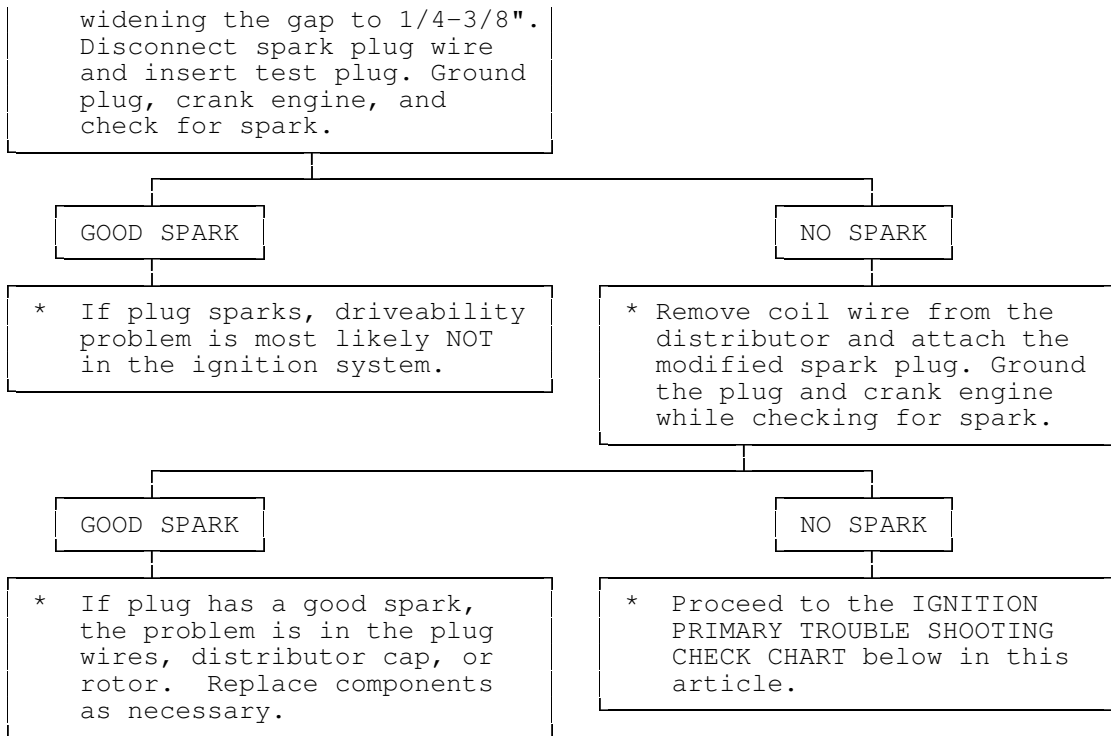 widening the gap to 1/4-3/8".
Disconnect spark plug wire
and insert test plug. Ground
plug, crank engine, and
check for spark.
GOOD SPARK
NO SPARK
* If plug sparks, driveability
problem is most likely NOT
in the ignition system.
* Remove coil wire from the
distributor and attach the
modified spark plug. Ground
the plug and crank engine
while checking for spark.
GOOD SPARK
NO SPARK
* If plug has a good spark,
the problem is in the plug
wires, distributor cap, or
rotor. Replace components
as necessary.
* Proceed to the IGNITION
PRIMARY TROUBLE SHOOTING
CHECK CHART below in this
article.